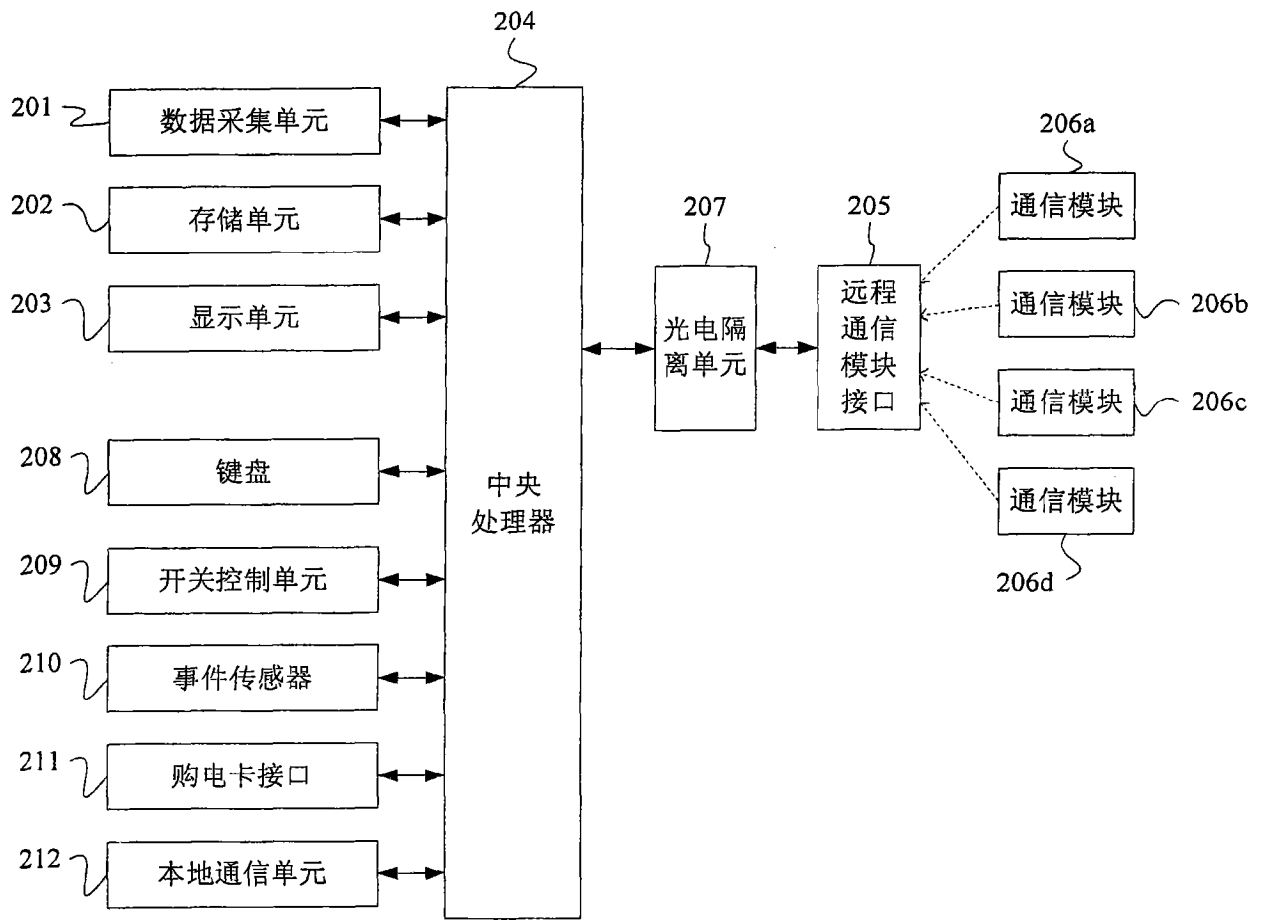 204
201
数据采集单元
202
存储单元
203
显示单元
208
键盘
209
开关控制单元
210
事件传感器
211
购电卡接口
212
本地通信单元
中央
处理器
207
光电隔
离单元
205
远程
通信
模块
接口
206a
通信模块
通信模块
206b
通信模块
206c
通信模块
206d